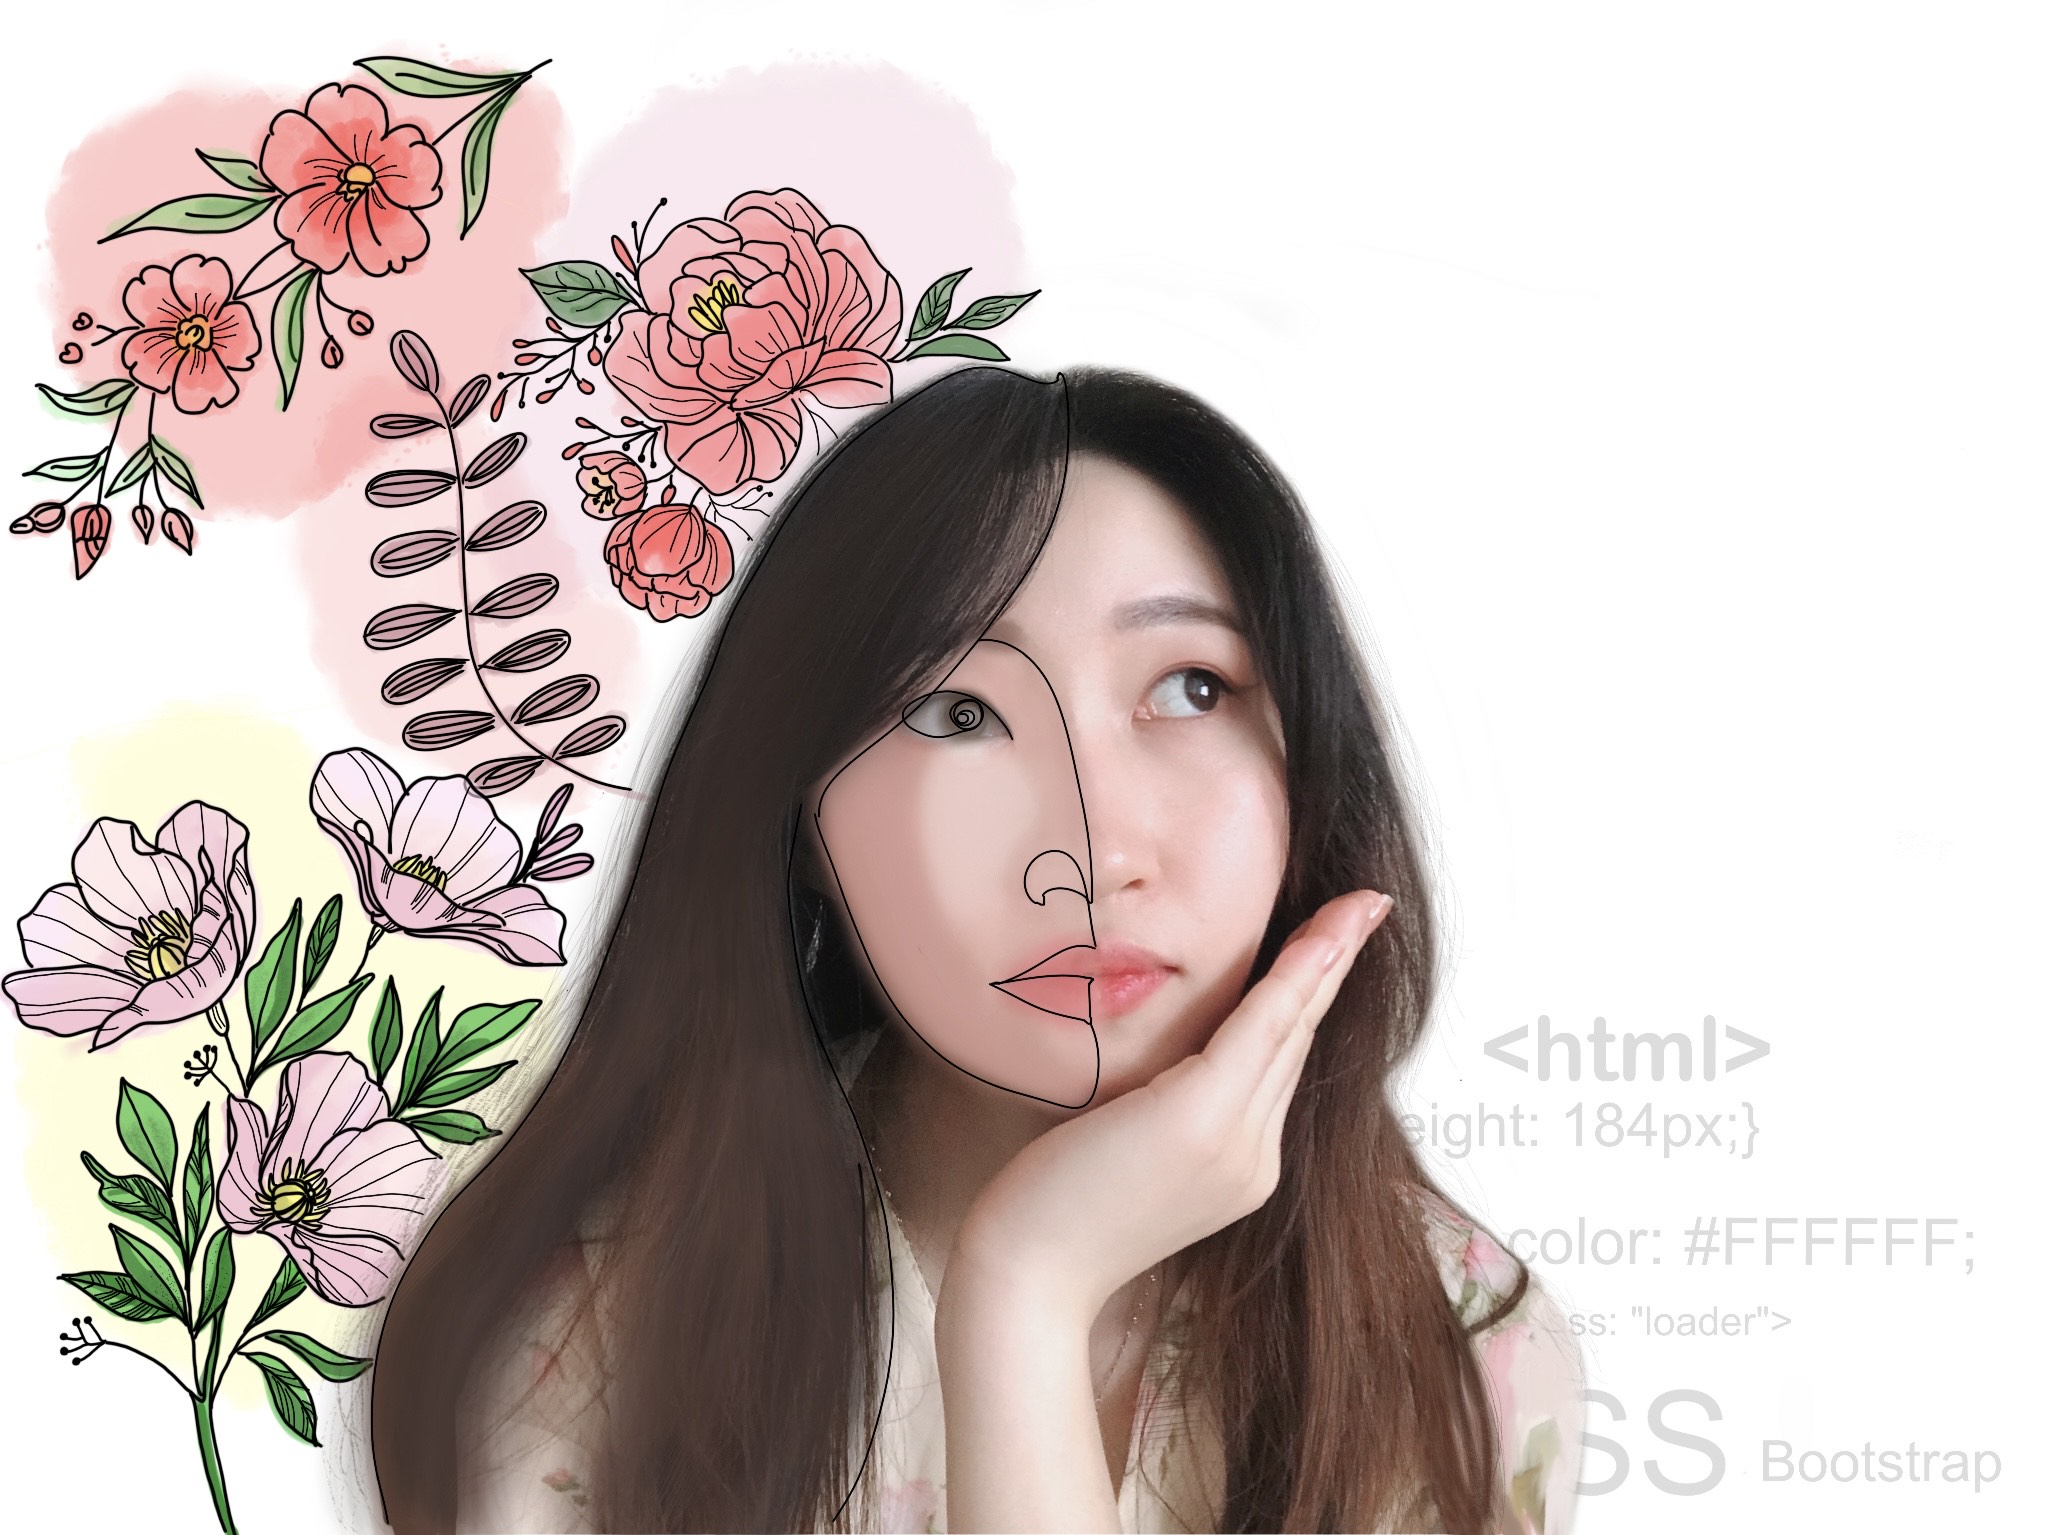 <html>
eight: 184px;}
color: #FFFFFF;
ss: "loader">
SS Bootstrap